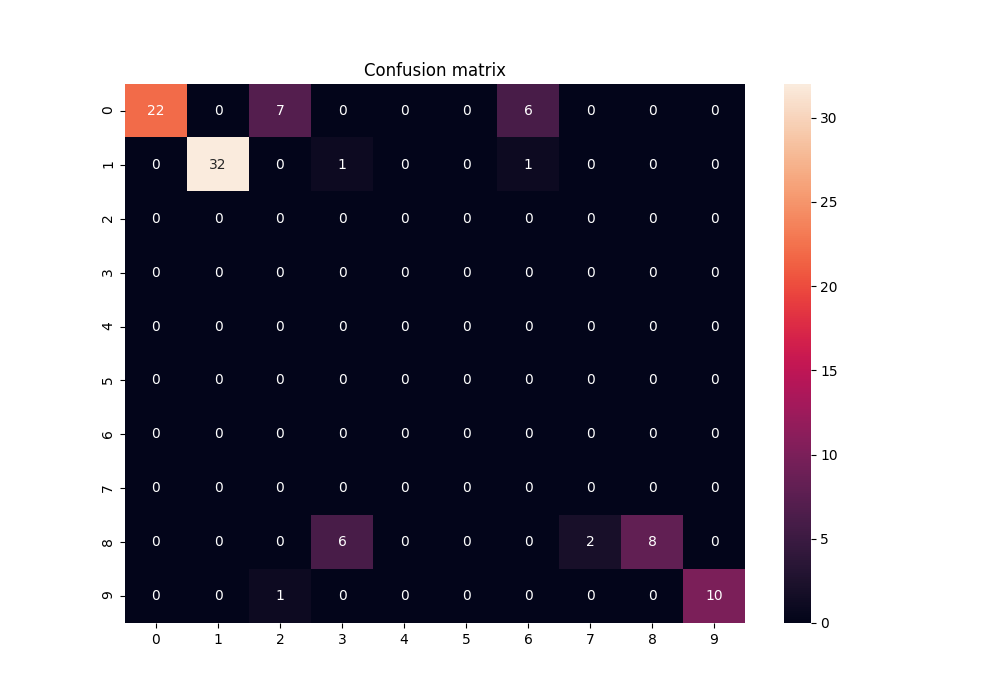 Confusion matrix
0 22 0 7 0 0 0 6 0 0 0
1 0 32 0 1 0 0 1 0 0 0
2 0 0 0 0 0 0 0 0 0 0
3 0 0 0 0 0 0 0 0 0 0
4 0 0 0 0 0 0 0 0 0 0
5 0 0 0 0 0 0 0 0 0 0
6 0 0 0 0 0 0 0 0 0 0
7 0 0 0 0 0 0 0 0 0 0
8 0 0 0 6 0 0 0 2 8 0
9 0 0 1 0 0 0 0 0 0 10
0 1 2 3 4 5 6 7 8 9
30
25
20
15
10
5
0